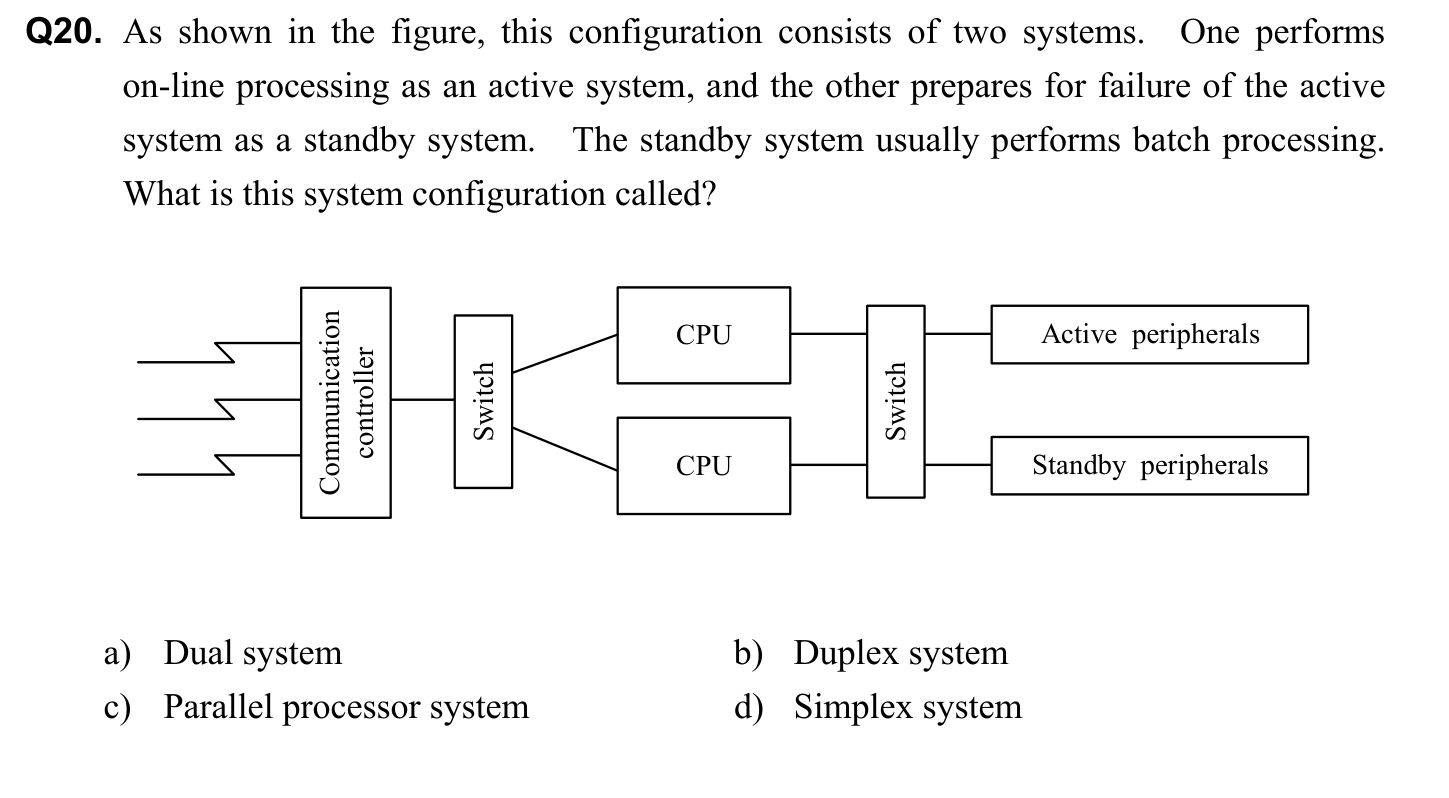 Q20. As shown in the figure, this configuration consists of two systems. One performs
on-line processing as an active system, and the other prepares for failure of the active
system as a standby system. The standby system usually performs batch processing.
What is this system configuration called?
Communication
controller
Switch
CPU
CPU
Switch
Active peripherals
Standby peripherals
a) Dual system
b) Duplex system
c) Parallel processor system
d) Simplex system